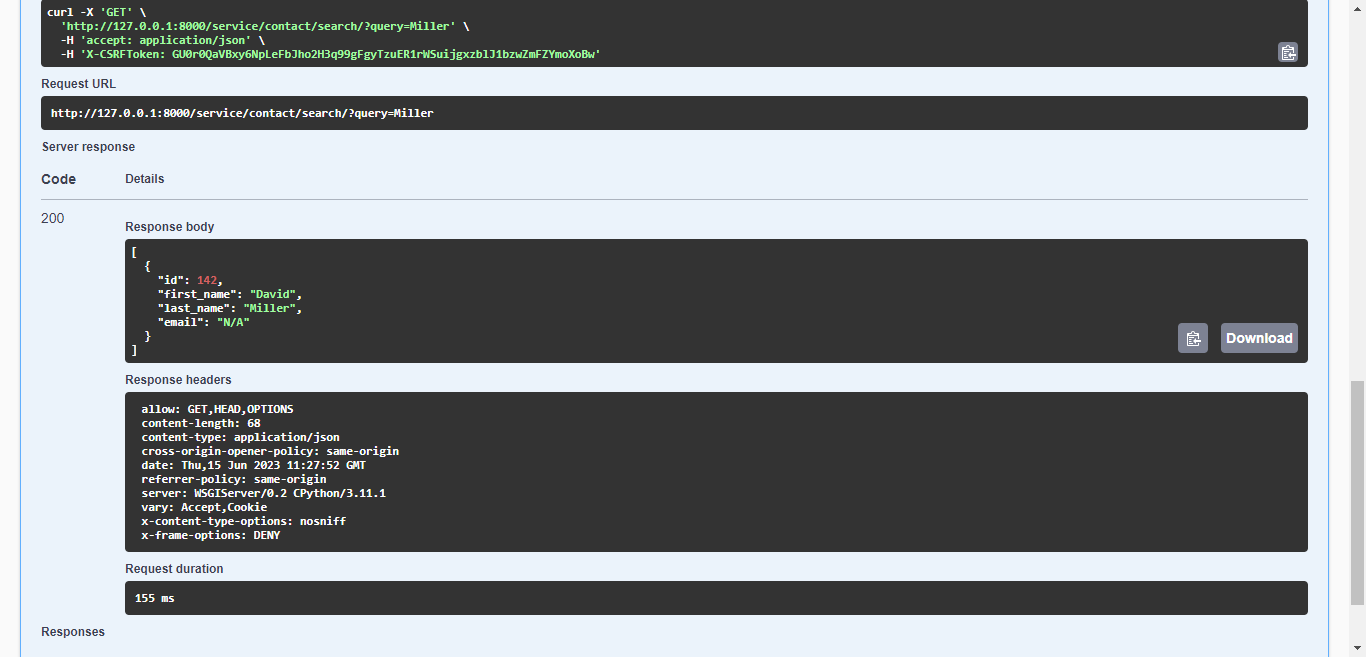 curl -X 'GET' \
'http://127.0.0.1:8000/service/contact/search/?query=Miller' \
-H 'accept: application/json' \
-H 'X-CSRFToken: GU0r0QaVBxy6NpLeFbJho2H3q99gFgyTzuER1rWSuijgxzblJ1bzwZmFZYmoXoBw'
Request URL
http://127.0.0.1:8000/service/contact/search/?query=Miller
Server response
Code Details
200
Response body
[
{
"id": 142,
"first_name": "David",
"last_name": "Miller",
"email": "N/A"
}
]
Download
Response headers
allow: GET,HEAD,OPTIONS
content-length: 68
content-type: application/json
cross-origin-opener-policy: same-origin
date: Thu,15 Jun 2023 11:27:52 GMT
referrer-policy: same-origin
server: WSGIServer/0.2 CPython/3.11.1
vary: Accept,Cookie
x-content-type-options: nosniff
x-frame-options: DENY
Request duration
155 ms
Responses